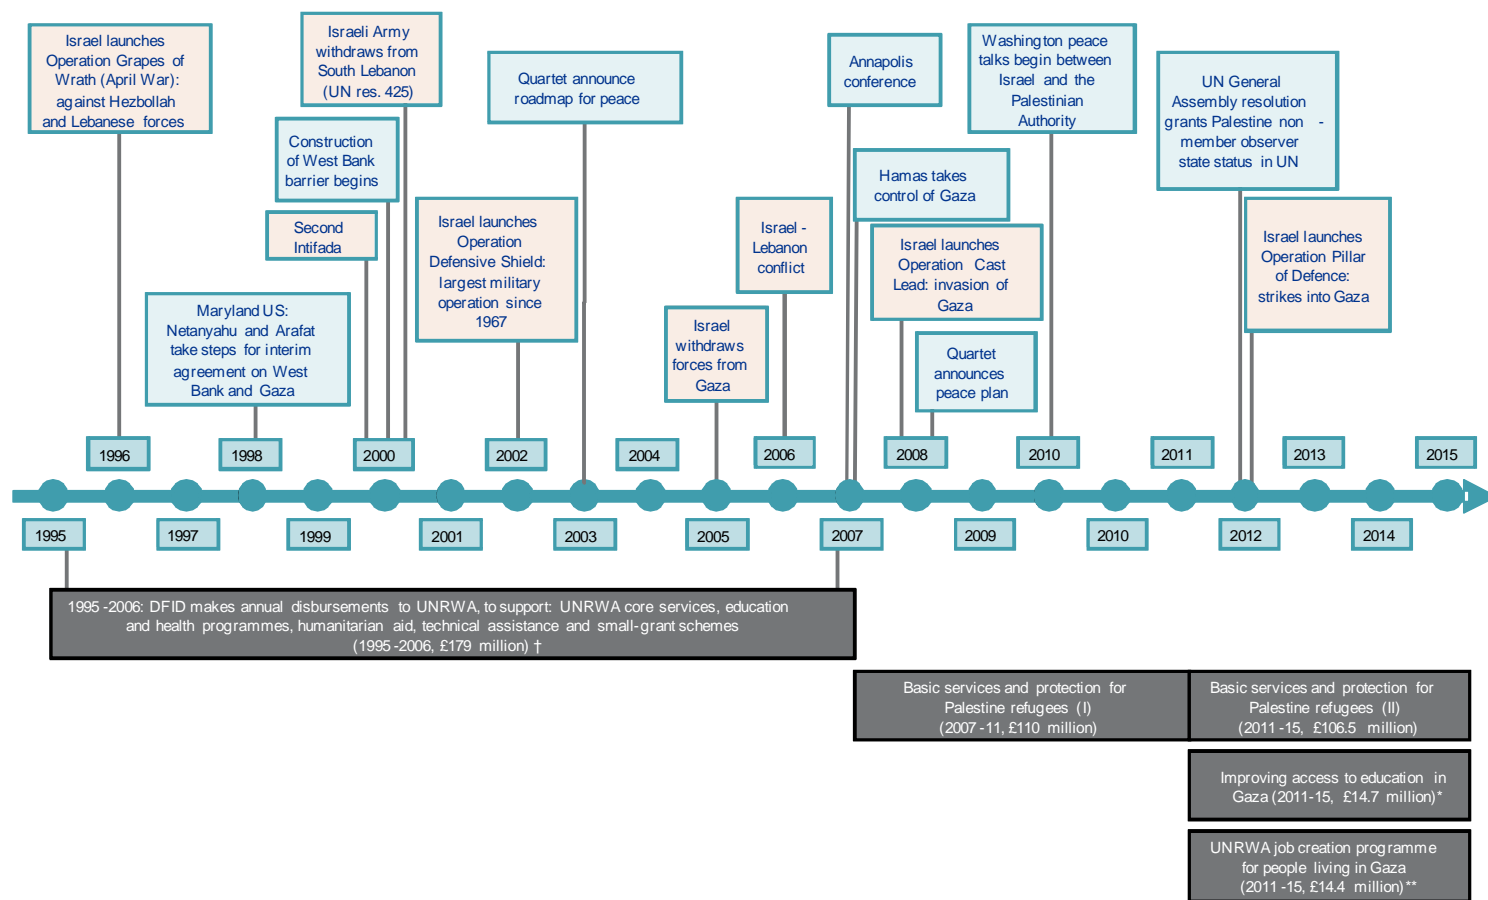 Israel launches
Operation Grapes of
Wrath (April War):
against Hezbollah
and Lebanese forces
Israeli Army
withdraws from
South Lebanon
(UN res. 425)
Construction
of West Bank
barrier begins
Second
Intifada
Maryland US:
Netanyahu and Arafat
take steps for interim
agreement on West
Bank and Gaza
Quartet announce
roadmap for peace
Israel launches
Operation
Defensive Shield:
largest military
operation since
1967
Israel
withdraws
forces from
Gaza
Israel -
Lebanon
conflict
Annapolis
conference
Hamas takes
control of Gaza
Israel launches
Operation Cast
Lead: invasion of
Gaza
Quartet
announces
peace plan
Washington peace
talks begin between
Israel and the
Palestinian
Authority
UN General
Assembly resolution
grants Palestine non -
member observer
state status in UN
Israel launches
Operation Pillar
of Defence:
strikes into Gaza
1996
1998
2000
2002
2004
2006
2008
2010
2011
2013
2015
1995
1997
1999
2001
2003
2005
2007
2009
2010
2012
2014
1995 -2006: DFID makes annual disbursements to UNRWA, to support: UNRWA core services, education
and health programmes, humanitarian aid, technical assistance and small-grant schemes
(1995 -2006, £179 million) †
Basic services and protection for
Palestine refugees (I)
(2007 -11, £110 million)
Basic services and protection for
Palestine refugees (II)
(2011 -15, £106.5 million)
Improving access to education in
Gaza (2011-15, £14.7 million)*
UNRWA job creation programme
for people living in Gaza
(2011 -15, £14.4 million)**